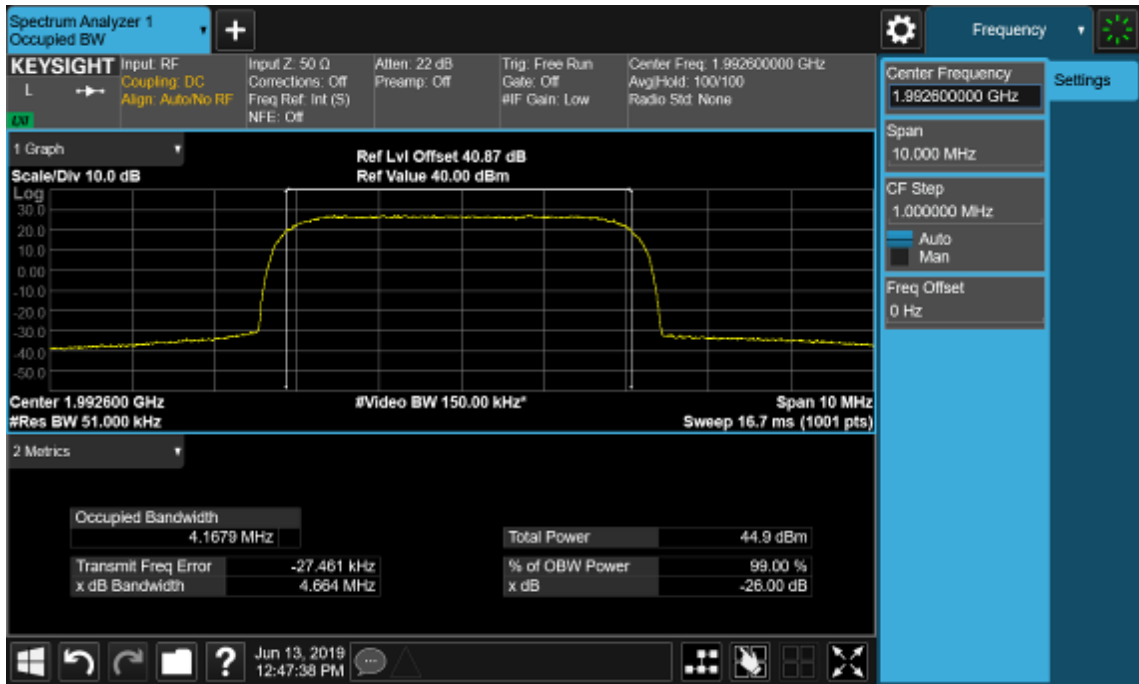 Spectrum Analyzer 1
Occupied BW
+
Frequency
KEYSIGHT
L
LXI
Input: RF
Coupling: DC
Align: Auto/No RF
Input Z: 50 Ω
Corrections: Off
Freq Ref: Int (S)
NFE: Off
Atten: 22 dB
Preamp: Off
Trig: Free Run
Gate: Off
#IF Gain: Low
Center Freq: 1.992600000 GHz
Avg|Hold: 100/100
Radio Std: None
Center Frequency
1.992600000 GHz
Settings
Span
10.000 MHz
CF Step
1.000000 MHz
Auto
Man
Freq Offset
0 Hz
1 Graph
Scale/Div 10.0 dB
Ref Lvl Offset 40.87 dB
Ref Value 40.00 dBm
Log
30.0
20.0
10.0
0.00
-10.0
-20.0
-30.0
-40.0
-50.0
Center 1.992600 GHz
#Video BW 150.00 kHz*
Span 10 MHz
#Res BW 51.000 kHz
Sweep 16.7 ms (1001 pts)
2 Metrics
Occupied Bandwidth
4.1679 MHz
Total Power 44.9 dBm
Transmit Freq Error -27.461 kHz
% of OBW Power 99.00 %
x dB Bandwidth 4.664 MHz
x dB -26.00 dB
?
Jun 13, 2019
12:47:38 PM